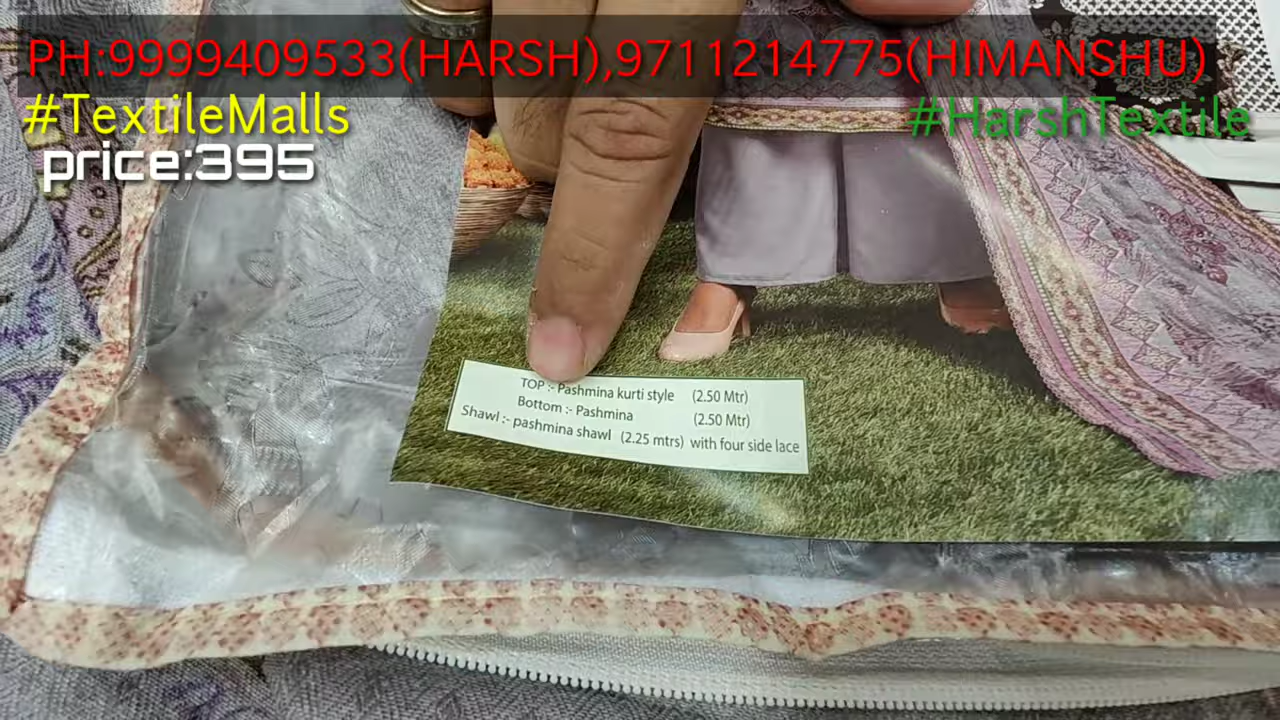 PH:9999409533(HARSH),9711214775(HIMANSHU)
#TextileMalls
#HarshTextile
price:395
TOP :- Pashmina kurti style (2.50 Mtr)
Bottom :- Pashmina (2.50 Mtr)
Shawl :- pashmina shawl (2.25 mtrs) with four side lace